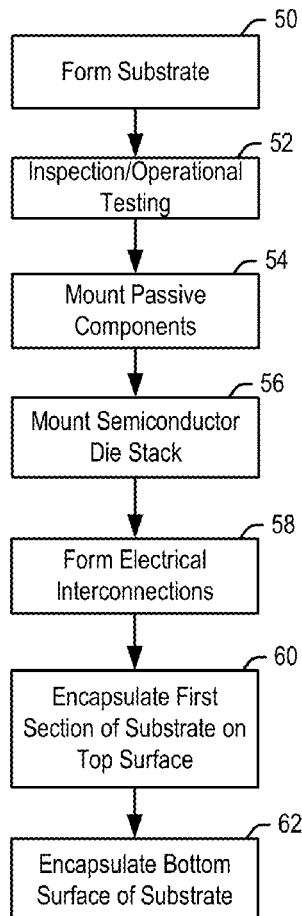 50
Form Substrate
52
Inspection/Operational
Testing
54
Mount Passive
Components
56
Mount Semiconductor
Die Stack
58
Form Electrical
Interconnections
60
Encapsulate First
Section of Substrate on
Top Surface
62
Encapsulate Bottom
Surface of Substrate